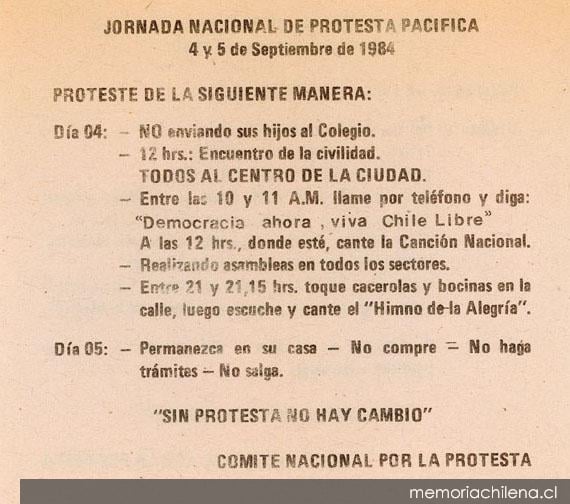 JORNADA NACIONAL DE PROTESTA PACIFICA
4 y 5 de Septiembre de 1984
PROTESTE DE LA SIGUIENTE MANERA:
Día 04: – NO enviando sus hijos al Colegio.
– 12 hrs.: Encuentro de la civilidad.
TODOS AL CENTRO DE LA CIUDAD.
– Entre las 10 y 11 A.M. llame por teléfono y diga:
"Democracia ahora , viva Chile Libre"
A las 12 hrs., donde esté, cante la Canción Nacional.
– Realizando asambleas en todos los sectores.
– Entre 21 y 21,15 hrs. toque cacerolas y bocinas en la
calle, luego escuche y cante el "Himno de la Alegría".
Día 05: – Permanezca en su casa – No compre – No haga
trámites – No salga.
"SIN PROTESTA NO HAY CAMBIO"
COMITE NACIONAL POR LA PROTESTA
memoriachilena.cl